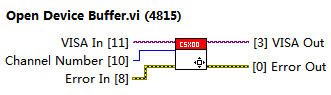 Open Device Buffer.vi (4815)
VISA In [11]
CSXOO
[3] VISA Out
Channel Number [10]
Error In [8]
[0] Error Out